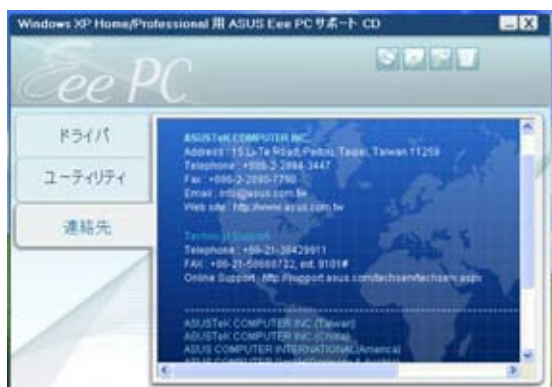 Windows XP Home/Professional 用 ASUS Eee PC サポート CD
Eee PC
ドライバ
ユーティリティ
連絡先
ASUSTeK COMPUTER INC.
Address : 15 Li-Te Road, Peitou, Taipei, Taiwan 11259
Telephone : +886-2-2894-3447
Fax : +886-2-2890-7798
Email : info@asus.com.tw
Web site : http://www.asus.com.tw
Technical Support
Telephone : +86-21-38429911
FAX : +86-21-58668722, ext. 9101#
Online Support : http://support.asus.com/techserv/techserv.aspx
ASUSTeK COMPUTER INC.(Taiwan)
ASUSTeK COMPUTER INC.(China)
ASUS COMPUTER INTERNATIONAL(America)
ASUS COMPUTER GmbH(Germany & Austria)